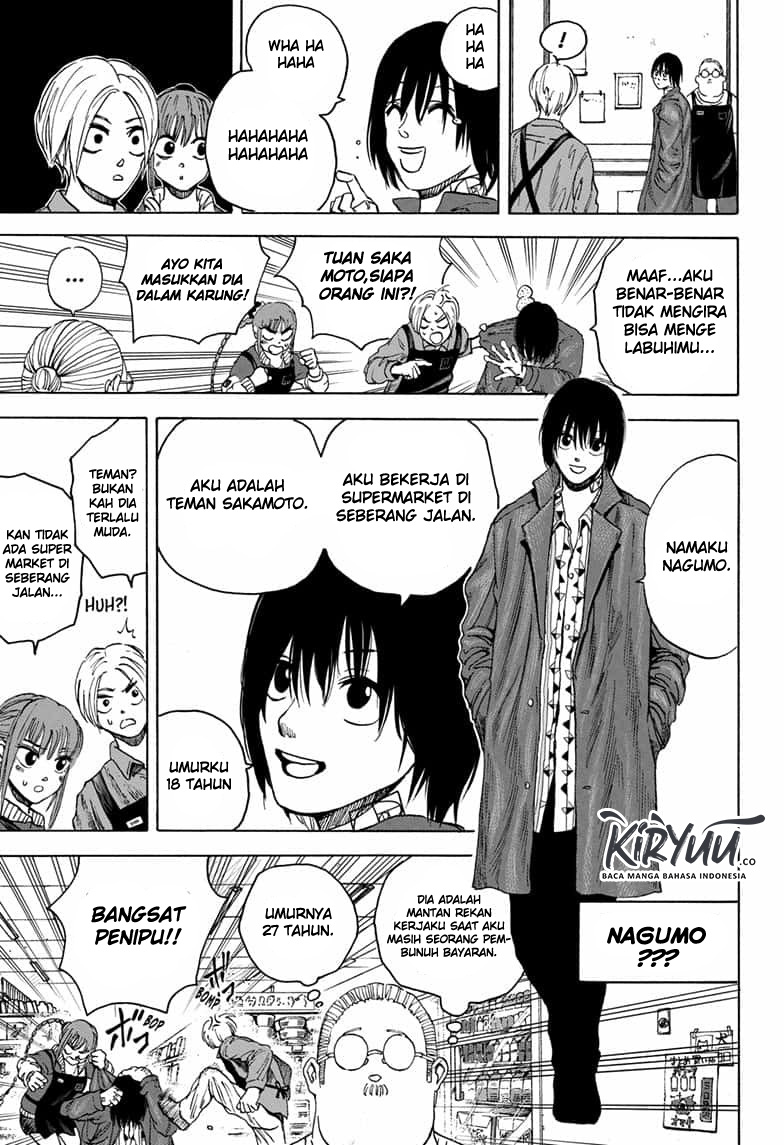 !
HA
HA
HA
WHA HA
HAHA
HAHAHAHA
HAHAHAHA
MAAF...AKU
BENAR-BENAR
TIDAK MENGIRA
BISA MENGE
LABUHIMU...
TUAN SAKA
MOTO,SIAPA
ORANG INI?!
AYO KITA
MASUKKAN DIA
DALAM KARUNG!
...
NAMAKU
NAGUMO.
AKU BEKERJA DI
SUPERMARKET DI
SEBERANG JALAN.
AKU ADALAH
TEMAN SAKAMOTO.
UMURKU
18 TAHUN
TEMAN?
BUKAN
KAH DIA
TERLALU
MUDA.
KAN TIDAK
ADA SUPER
MARKET DI
SEBERANG
JALAN...
HUH?!
KIRYUU.CO
BACA MANGA BAHASA INDONESIA
NAGUMO
???
DIA ADALAH
MANTAN REKAN
KERJAKU SAAT AKU
MASIH SEORANG PEM-
BUNUH BAYARAN.
UMURNYA
27 TAHUN.
BANGSAT
PENIPU!!
BOMP
BOP